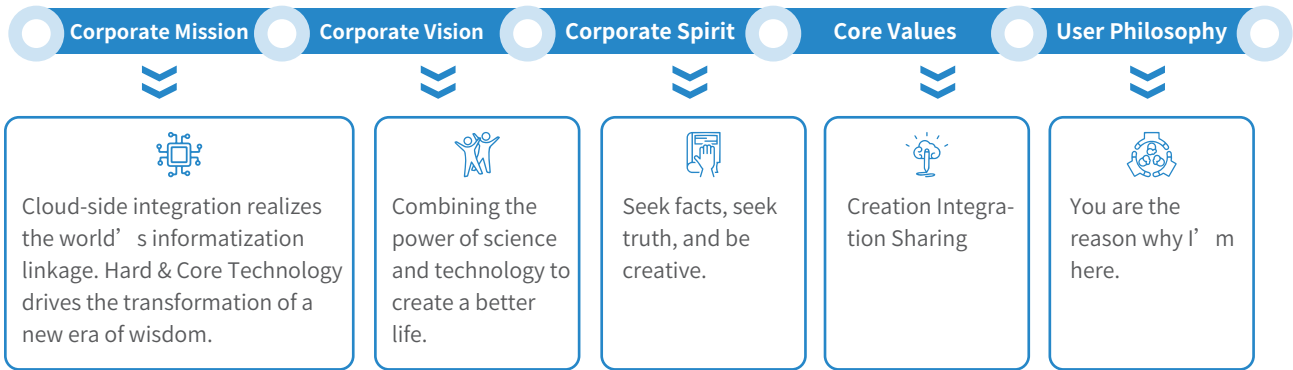 Corporate Mission
Corporate Vision
Corporate Spirit
Core Values
User Philosophy
Cloud-side integration realizes
the world’ s informatization
linkage. Hard & Core Technology
drives the transformation of a
new era of wisdom.
Combining the
power of science
and technology to
create a better
life.
Seek facts, seek
truth, and be
creative.
Creation Integra-
tion Sharing
You are the
reason why I’ m
here.